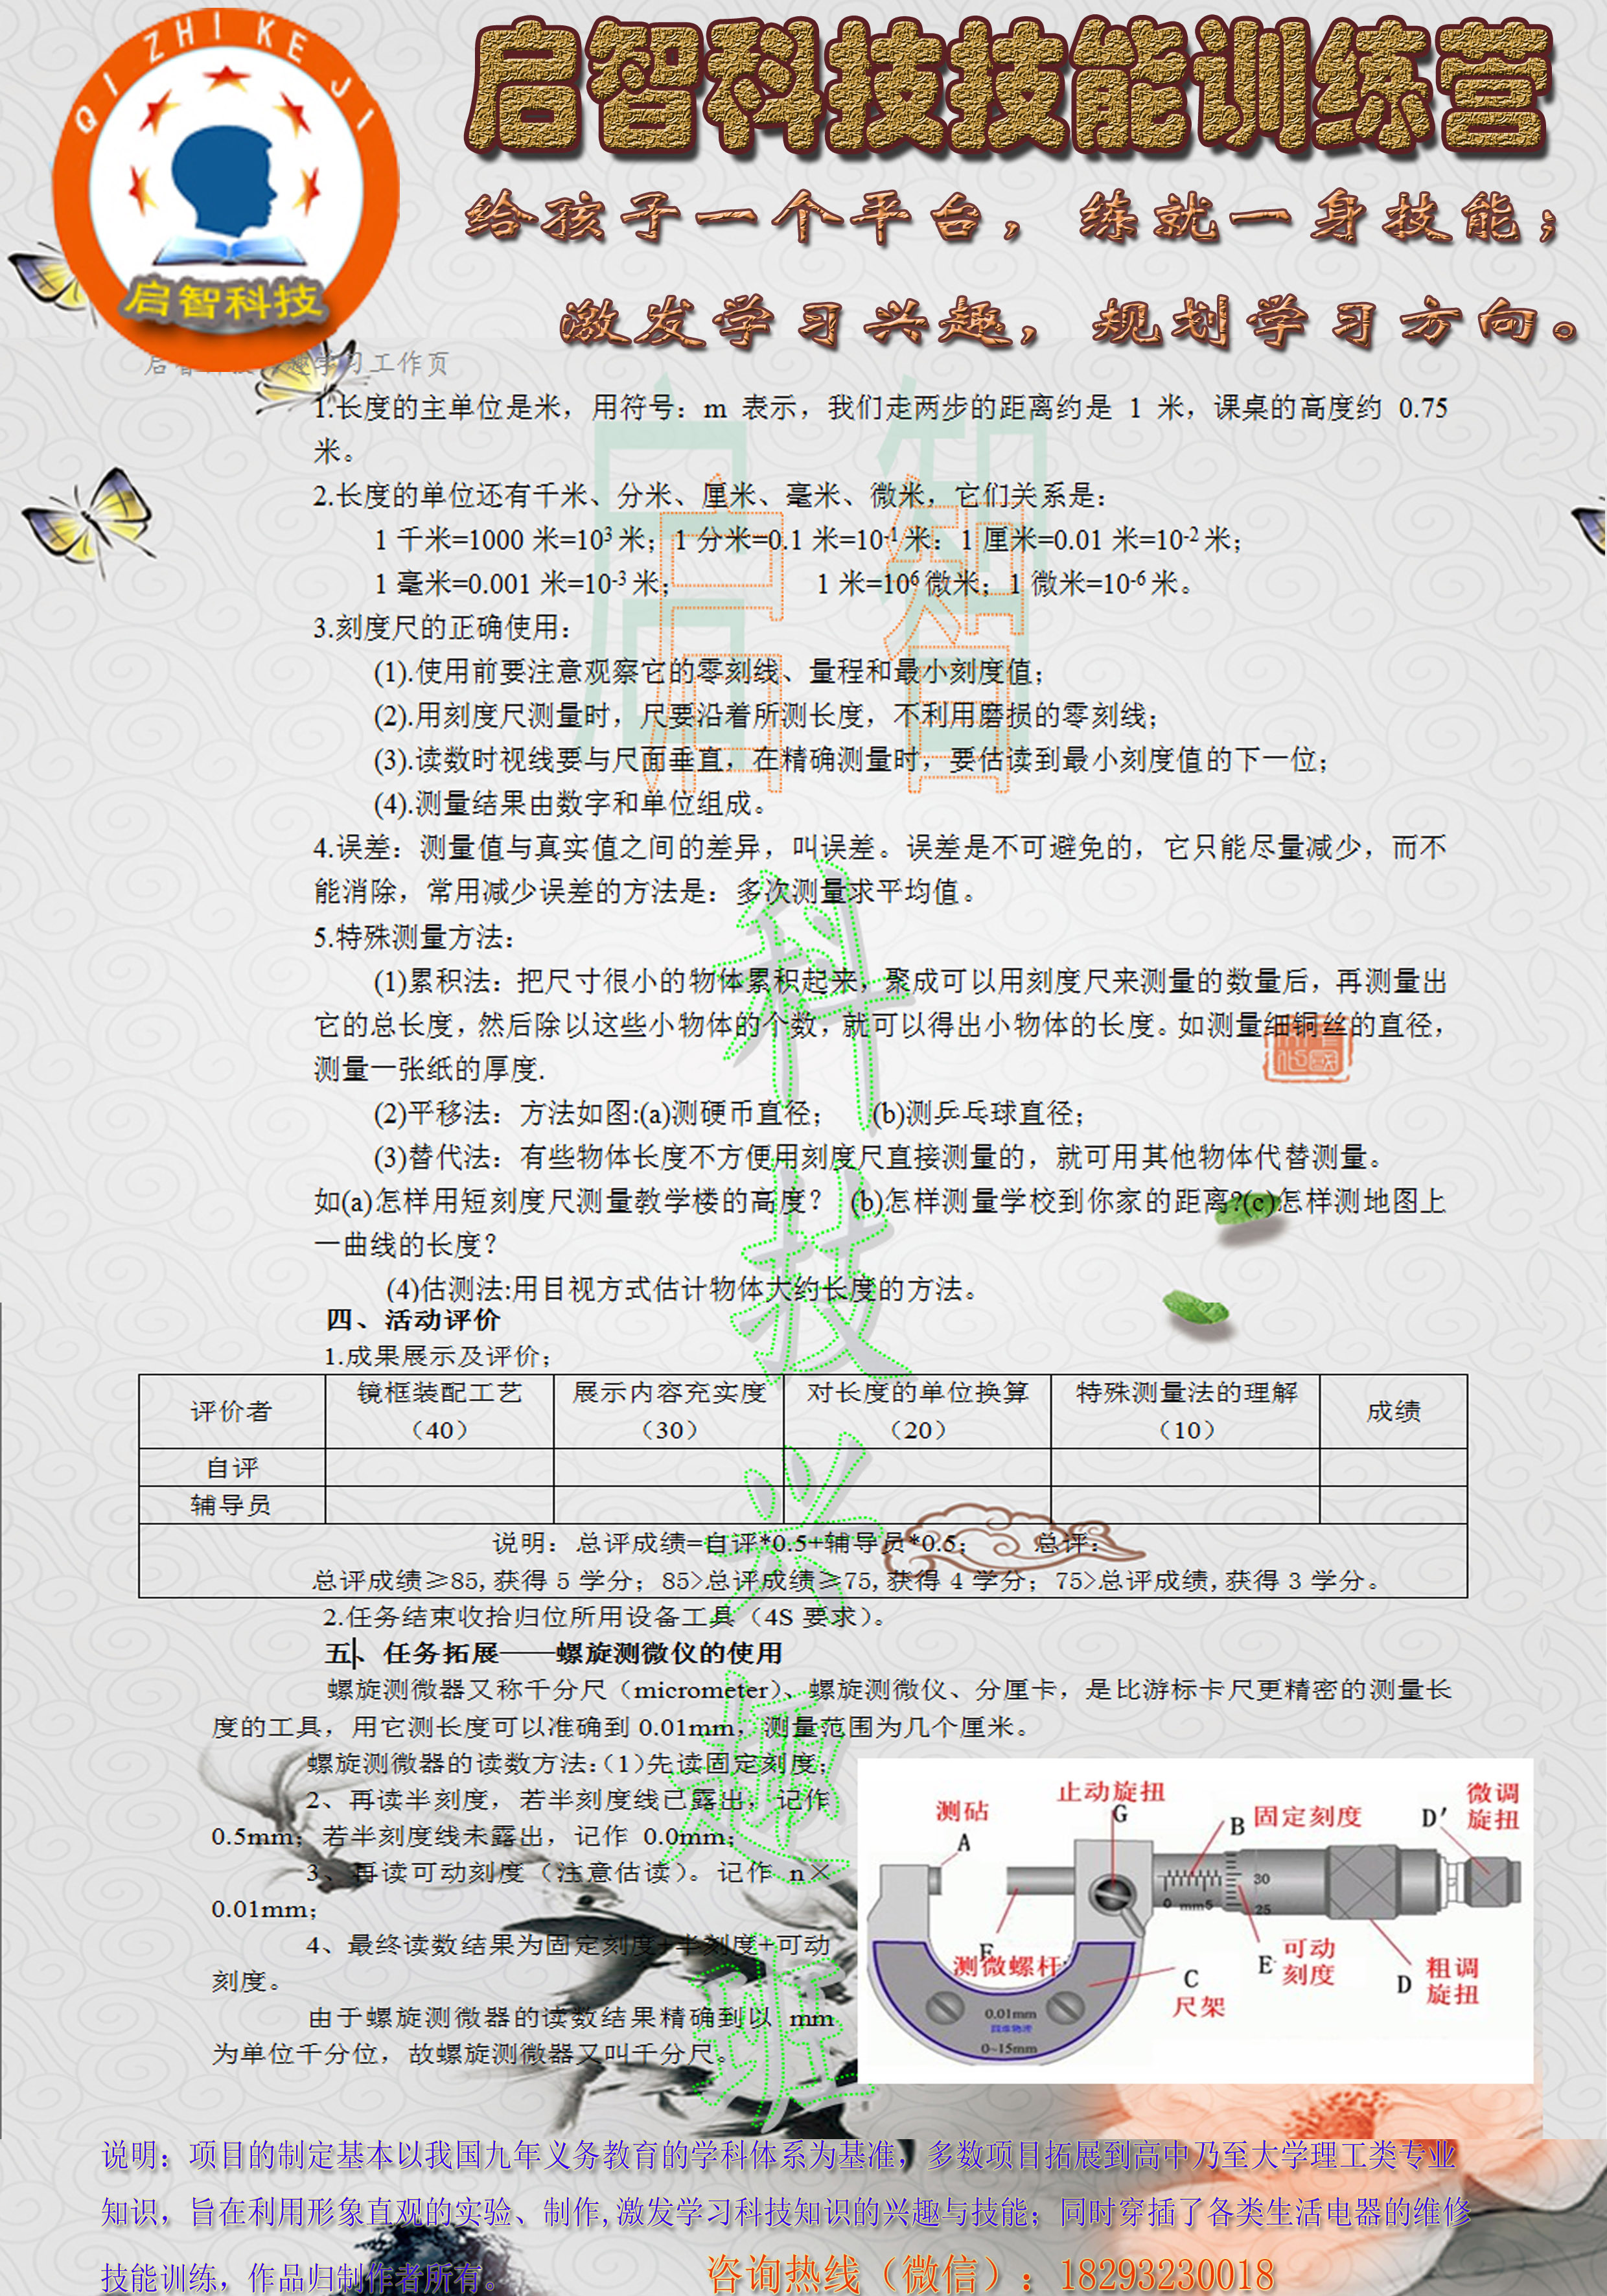 QI ZHI KE JI
启智科技
启智科技技能训练营
给孩子一个平台，练就一身技能；
激发学习兴趣，规划学习方向。
学习工作页
1.长度的主单位是米，用符号：m 表示，我们走两步的距离约是 1 米，课桌的高度约 0.75
米。
2.长度的单位还有千米、分米、厘米、毫米、微米，它们关系是：
1 千米=1000 米=10³米；1 分米=0.1 米=10⁻¹米：1 厘米=0.01 米=10⁻²米；
1 毫米=0.001 米=10⁻³米； 1 米=10⁶微米；1 微米=10⁻⁶米。
3.刻度尺的正确使用：
(1).使用前要注意观察它的零刻线、量程和最小刻度值；
(2).用刻度尺测量时，尺要沿着所测长度，不利用磨损的零刻线；
(3).读数时视线要与尺面垂直，在精确测量时，要估读到最小刻度值的下一位；
(4).测量结果由数字和单位组成。
4.误差：测量值与真实值之间的差异，叫误差。误差是不可避免的，它只能尽量减少，而不
能消除，常用减少误差的方法是：多次测量求平均值。
5.特殊测量方法：
(1)累积法：把尺寸很小的物体累积起来，聚成可以用刻度尺来测量的数量后，再测量出
它的总长度，然后除以这些小物体的个数，就可以得出小物体的长度。如测量细铜丝的直径，
测量一张纸的厚度.
(2)平移法：方法如图:(a)测硬币直径； (b)测乒乓球直径；
(3)替代法：有些物体长度不方便用刻度尺直接测量的，就可用其他物体代替测量。
如(a)怎样用短刻度尺测量教学楼的高度？ (b)怎样测量学校到你家的距离?(c)怎样测地图上
一曲线的长度？
(4)估测法:用目视方式估计物体大约长度的方法。
四、活动评价
1.成果展示及评价；
评价者 镜框装配工艺（40） 展示内容充实度（30） 对长度的单位换算（20） 特殊测量法的理解（10） 成绩
自评
辅导员
说明：总评成绩=自评*0.5+辅导员*0.5； 总评：
总评成绩≥85,获得 5 学分；85>总评成绩≥75,获得 4 学分；75>总评成绩,获得 3 学分。
2.任务结束收拾归位所用设备工具（4S 要求）。
五、任务拓展——螺旋测微仪的使用
螺旋测微器又称千分尺（micrometer）、螺旋测微仪、分厘卡，是比游标卡尺更精密的测量长
度的工具，用它测长度可以准确到 0.01mm，测量范围为几个厘米。
螺旋测微器的读数方法：（1）先读固定刻度；
2、再读半刻度，若半刻度线已露出，记作
0.5mm；若半刻度线未露出，记作 0.0mm；
3、再读可动刻度（注意估读）。记作 n×
0.01mm；
4、最终读数结果为固定刻度+半刻度+可动
刻度。
由于螺旋测微器的读数结果精确到以 mm
为单位千分位，故螺旋测微器又叫千分尺。
测砧
A
止动旋扭
G
B 固定刻度
D′
微调
旋扭
0 mm5
30
25
F
测微螺杆
C
尺架
E
可动
刻度
D
粗调
旋扭
0.01mm
0~15mm
启智
启智
科技兴趣班
说明：项目的制定基本以我国九年义务教育的学科体系为基准，多数项目拓展到高中乃至大学理工类专业
知识，旨在利用形象直观的实验、制作,激发学习科技知识的兴趣与技能；同时穿插了各类生活电器的维修
技能训练，作品归制作者所有。
咨询热线（微信）：18293230018